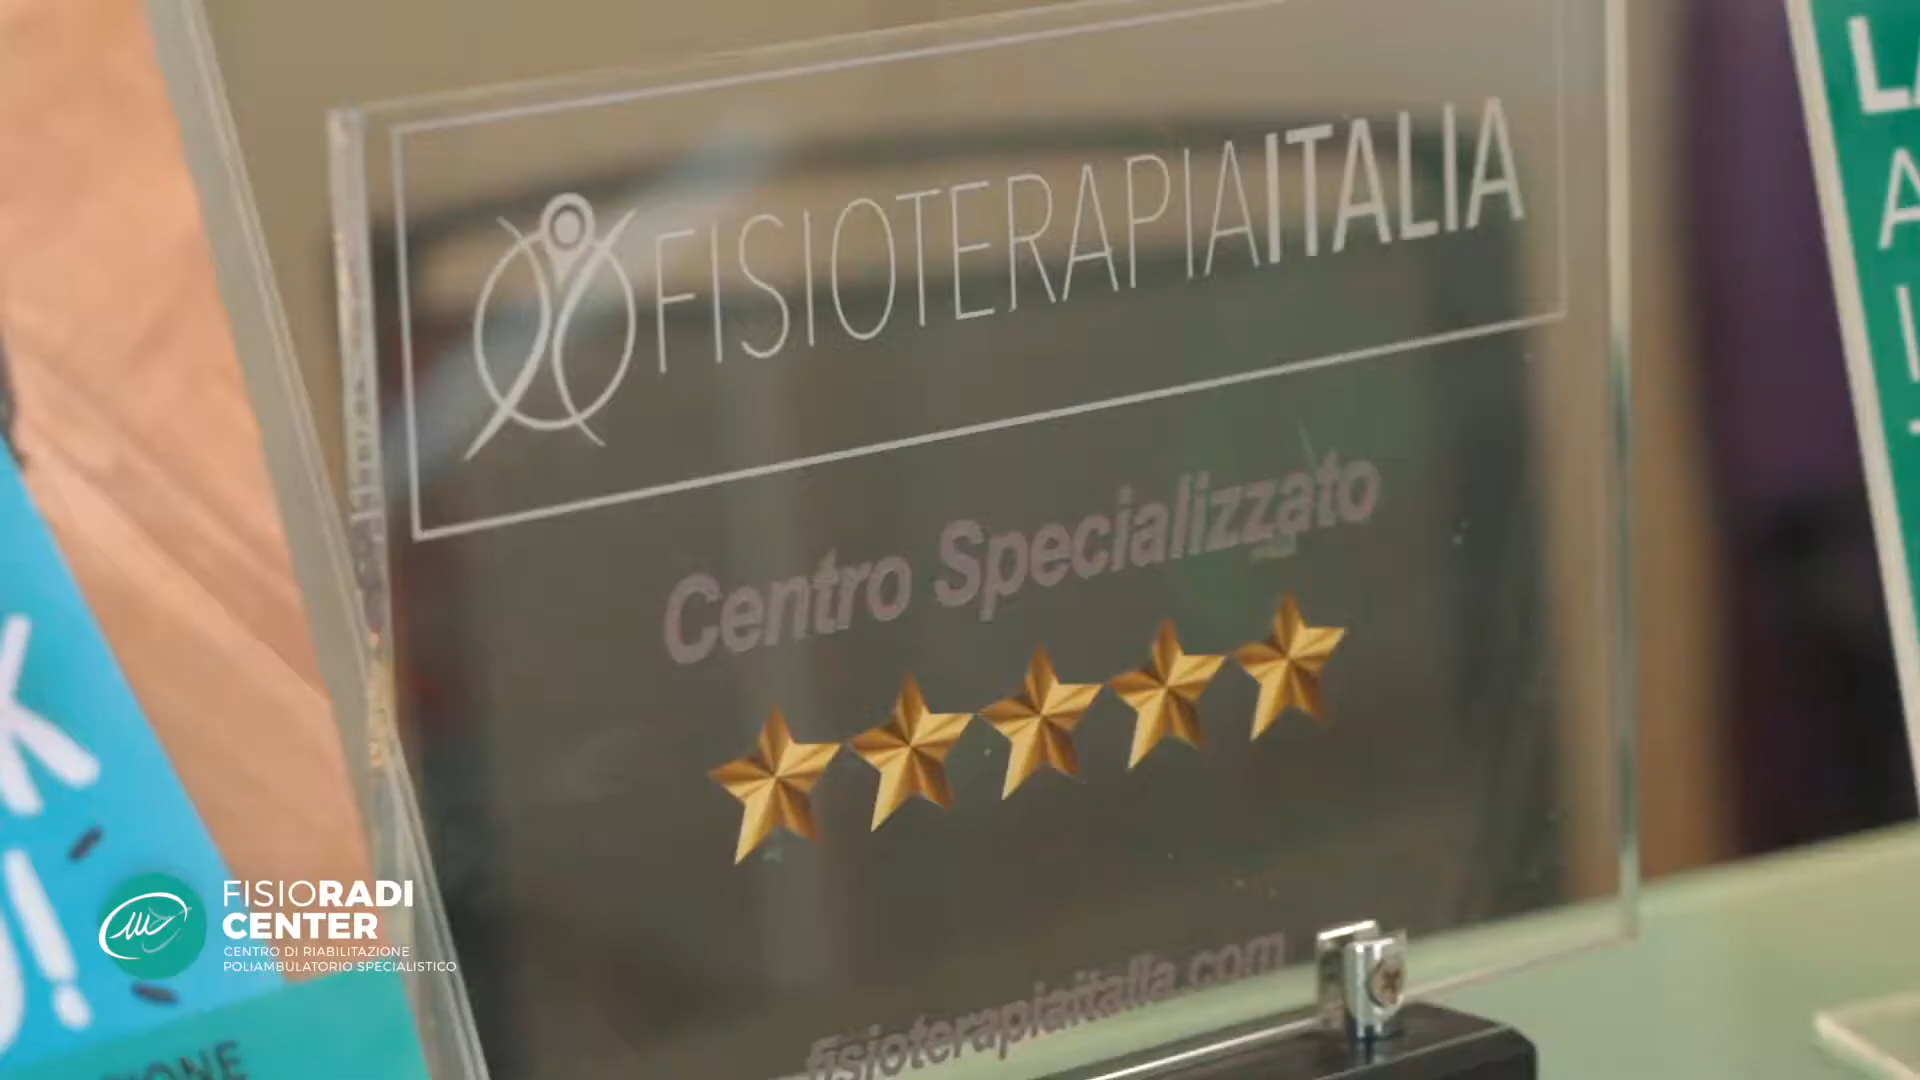 FISIOTERAPIAITALIA
Centro Specializzato
fisioterapiaitalia.com
FISIORADI
CENTER
CENTRO DI RIABILITAZIONE
POLIAMBULATORIO SPECIALISTICO